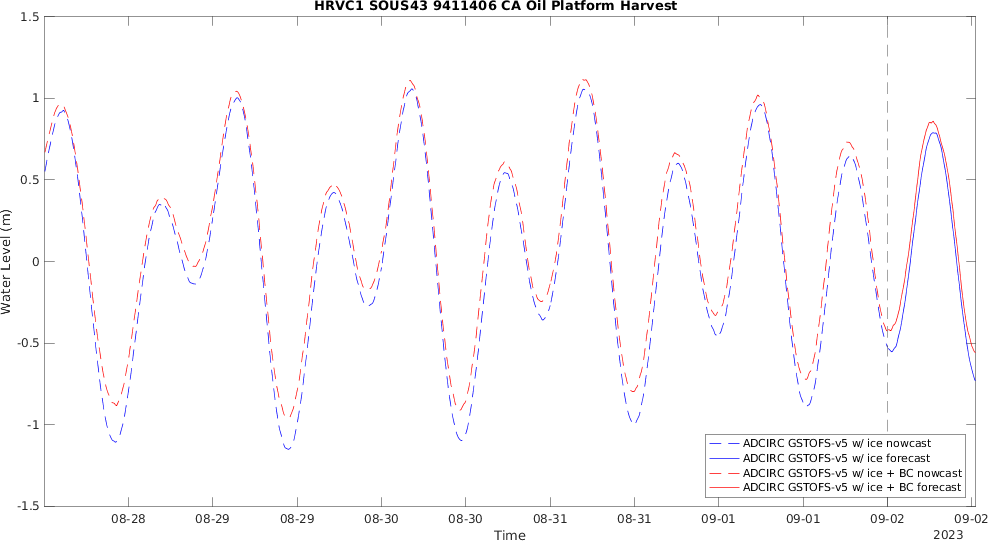 HRVC1 SOUS43 9411406 CA Oil Platform Harvest
1.5
1
0.5
0
-0.5
-1
-1.5
Water Level (m)
08-28
08-29
08-29
08-30
08-30
08-31
08-31
09-01
09-01
09-02
09-02
Time
2023
ADCIRC GSTOFS-v5 w/ ice nowcast
ADCIRC GSTOFS-v5 w/ ice forecast
ADCIRC GSTOFS-v5 w/ ice + BC nowcast
ADCIRC GSTOFS-v5 w/ ice + BC forecast